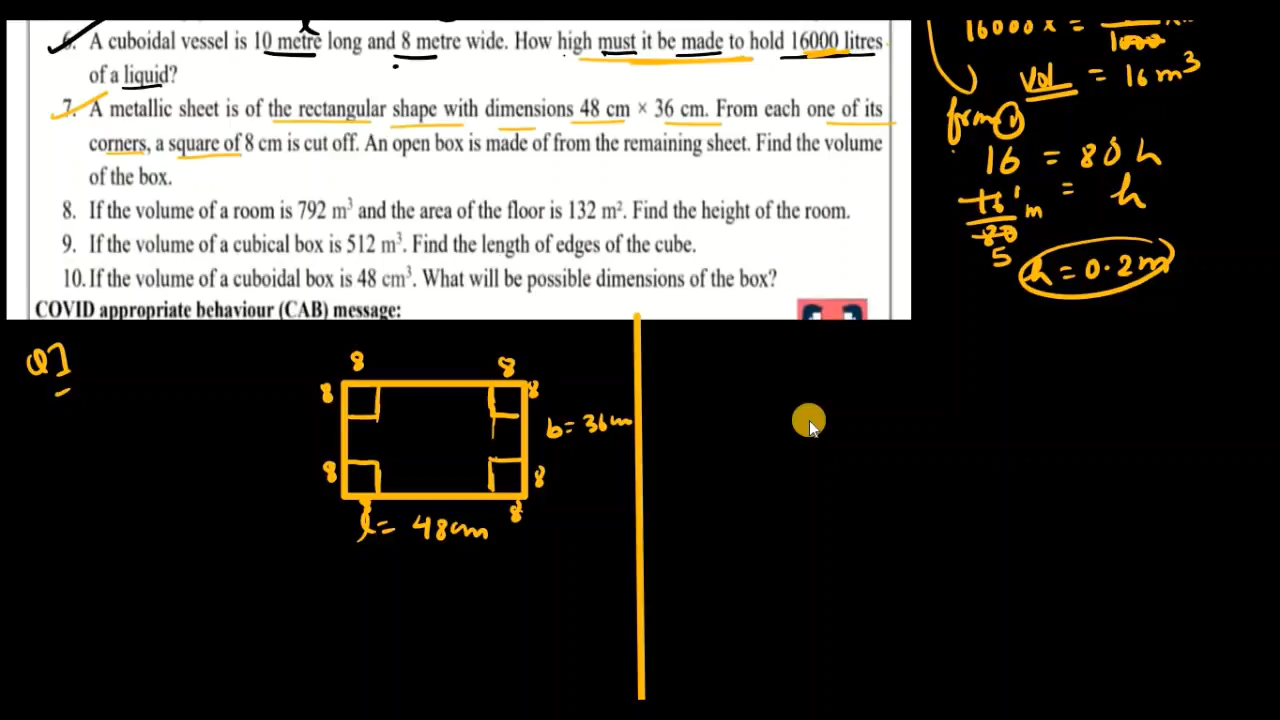 6. A cuboidal vessel is 10 metre long and 8 metre wide. How high must it be made to hold 16000 litres
of a liquid?
7. A metallic sheet is of the rectangular shape with dimensions 48 cm × 36 cm. From each one of its
corners, a square of 8 cm is cut off. An open box is made of from the remaining sheet. Find the volume
of the box.
8. If the volume of a room is 792 m³ and the area of the floor is 132 m². Find the height of the room.
9. If the volume of a cubical box is 512 m³. Find the length of edges of the cube.
10. If the volume of a cuboidal box is 48 cm³. What will be possible dimensions of the box?
COVID appropriate behaviour (CAB) message:
1000
Vol = 16 m³
from 1
16 = 80 h
16 1
80 m = h
5
h = 0.2 m
Q7
8 8
8 8
b = 36 cm
8 8
8
l = 48 cm